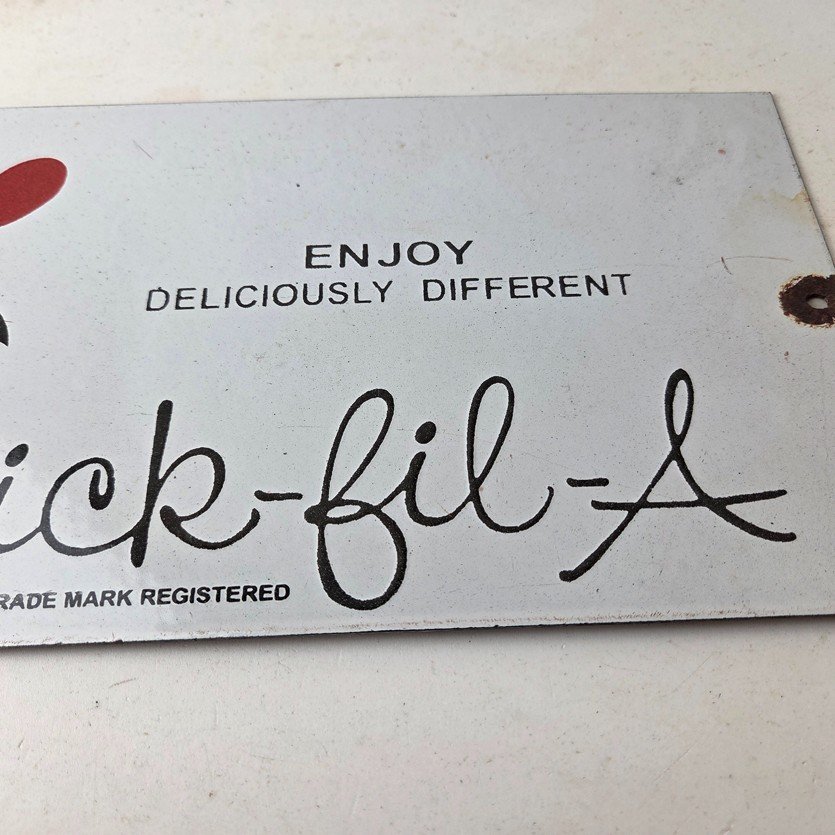 ENJOY
DELICIOUSLY DIFFERENT
ick-fil-A
RADE MARK REGISTERED